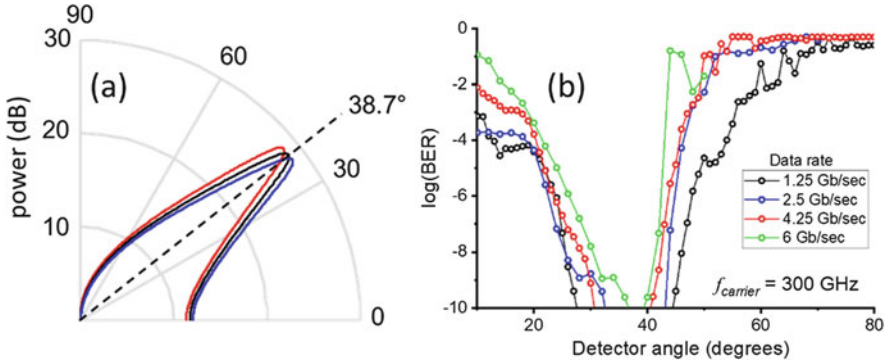 90
30
(a)
60
38.7°
20
30
10
0
power (dB)
0
-2
-4
-6
-8
-10
log(BER)
(b)
Data rate
1.25 Gb/sec
2.5 Gb/sec
4.25 Gb/sec
6 Gb/sec
fcarrier = 300 GHz
20
40
60
80
Detector angle (degrees)